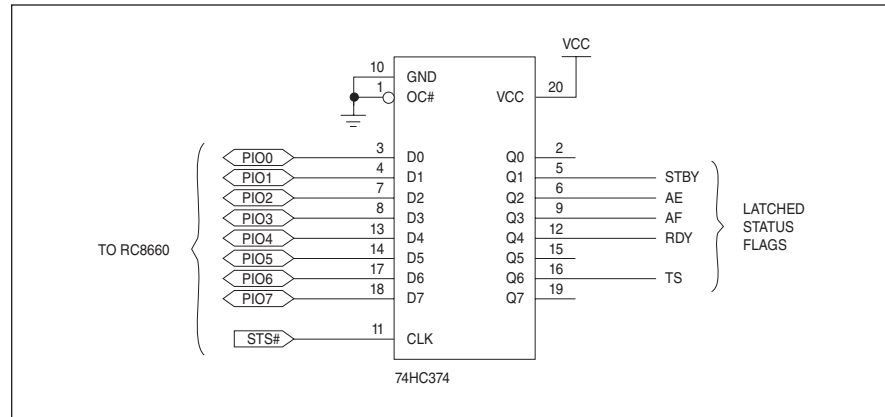 VCC
10 GND
1 OC#
VCC 20
PIO0 3 D0 Q0 2
PIO1 4 D1 Q1 5 STBY
PIO2 7 D2 Q2 6 AE
PIO3 8 D3 Q3 9 AF
PIO4 13 D4 Q4 12 RDY
PIO5 14 D5 Q5 15
PIO6 17 D6 Q6 16 TS
PIO7 18 D7 Q7 19
TO RC8660
LATCHED
STATUS
FLAGS
STS# 11 CLK
74HC374